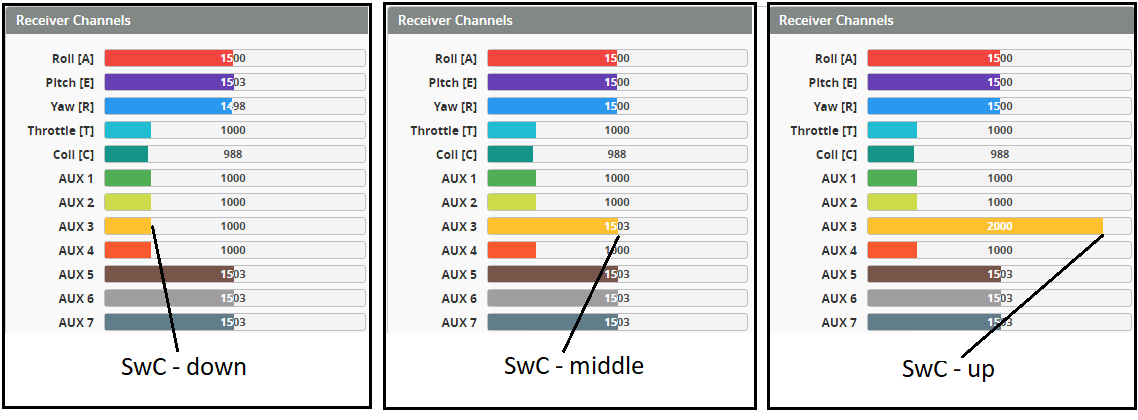 Receiver Channels
Roll [A] 1500
Pitch [E] 1503
Yaw [R] 1498
Throttle [T] 1000
Coll [C] 988
AUX 1 1000
AUX 2 1000
AUX 3 1000
AUX 4 1000
AUX 5 1503
AUX 6 1503
AUX 7 1503
SwC - down
Receiver Channels
Roll [A] 1500
Pitch [E] 1500
Yaw [R] 1500
Throttle [T] 1000
Coll [C] 988
AUX 1 1000
AUX 2 1000
AUX 3 1503
AUX 4 1000
AUX 5 1503
AUX 6 1503
AUX 7 1503
SwC - middle
Receiver Channels
Roll [A] 1500
Pitch [E] 1500
Yaw [R] 1500
Throttle [T] 1000
Coll [C] 988
AUX 1 1000
AUX 2 1000
AUX 3 2000
AUX 4 1000
AUX 5 1503
AUX 6 1503
AUX 7 1503
SwC - up